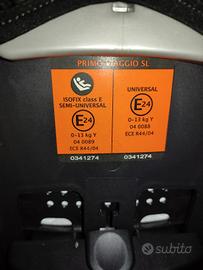 PRIMO VIAGGIO SL
ISOFIX class E
SEMI-UNIVERSAL
E24
0-13 kg Y
04 0089
ECE R44/04
0341274
UNIVERSAL
E24
0-13 kg Y
04 0088
ECE R44/04
0341274
subito